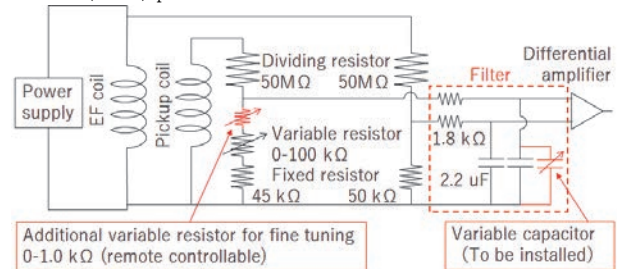 Differential
amplifier
Filter
Dividing resistor
50MΩ 50MΩ
Power
supply
EF coil
Pickup coil
Variable resistor
0-100 kΩ
Fixed resistor
45 kΩ 50 kΩ
1.8 kΩ
2.2 uF
Additional variable resistor for fine tuning
0-1.0 kΩ (remote controllable)
Variable capacitor
(To be installed)